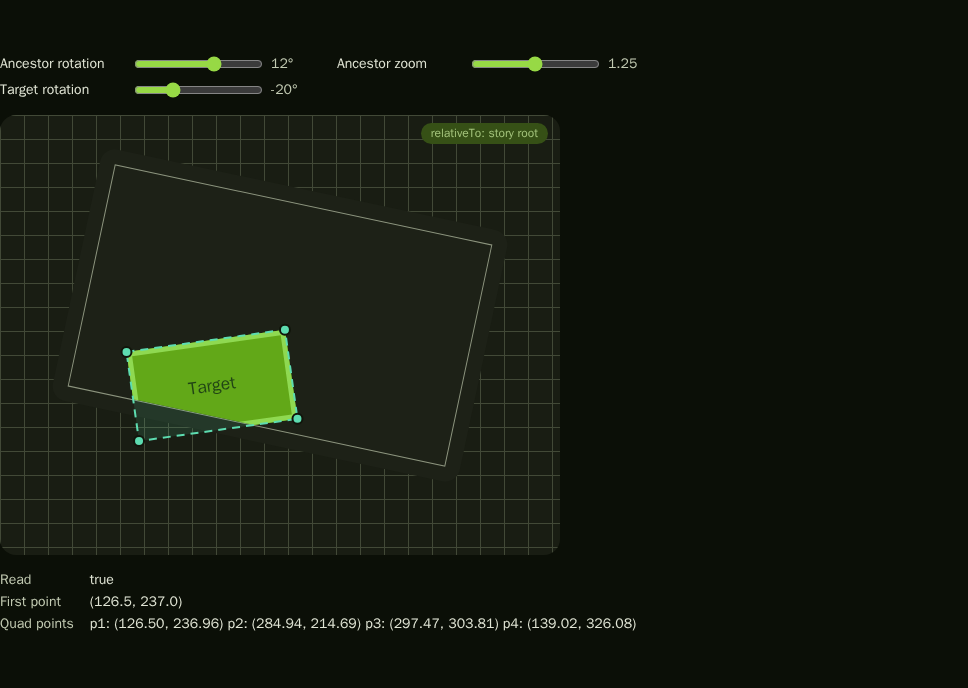 Ancestor rotation 12° Ancestor zoom 1.25
Target rotation -20°
relativeTo: story root
Target
Read true
First point (126.5, 237.0)
Quad points p1: (126.50, 236.96) p2: (284.94, 214.69) p3: (297.47, 303.81) p4: (139.02, 326.08)